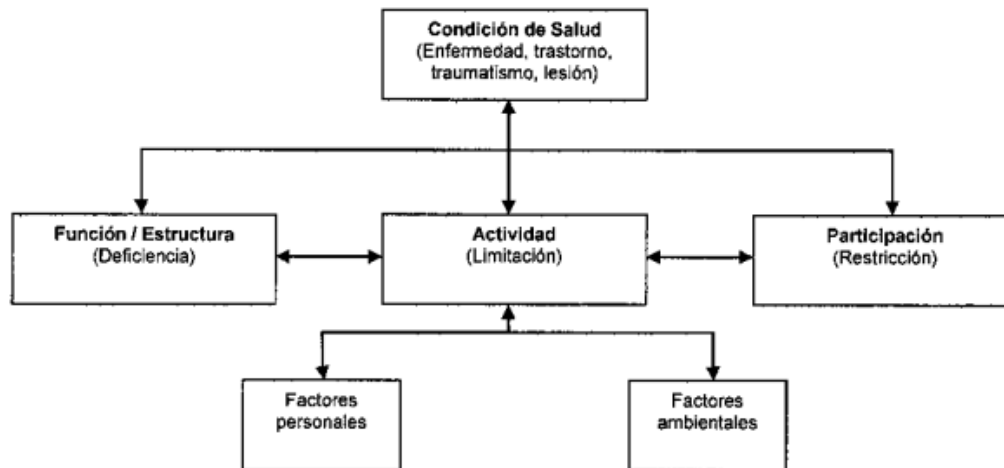 Condición de Salud
(Enfermedad, trastorno,
traumatismo, lesión)
Función / Estructura
(Deficiencia)
Actividad
(Limitación)
Participación
(Restricción)
Factores
personales
Factores
ambientales